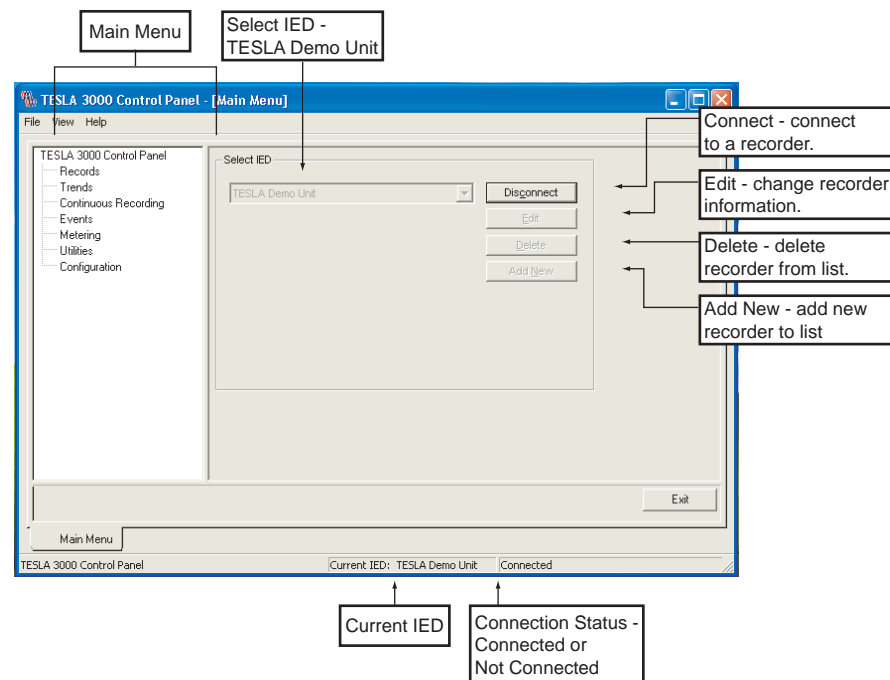 Main Menu
Select IED -
TESLA Demo Unit
TESLA 3000 Control Panel - [Main Menu]
File View Help
TESLA 3000 Control Panel
Records
Trends
Continuous Recording
Events
Metering
Utilities
Configuration
Select IED
TESLA Demo Unit
Disconnect
Edit
Delete
Add New
Connect - connect
to a recorder.
Edit - change recorder
information.
Delete - delete
recorder from list.
Add New - add new
recorder to list
Exit
Main Menu
TESLA 3000 Control Panel
Current IED: TESLA Demo Unit
Connected
Current IED
Connection Status -
Connected or
Not Connected